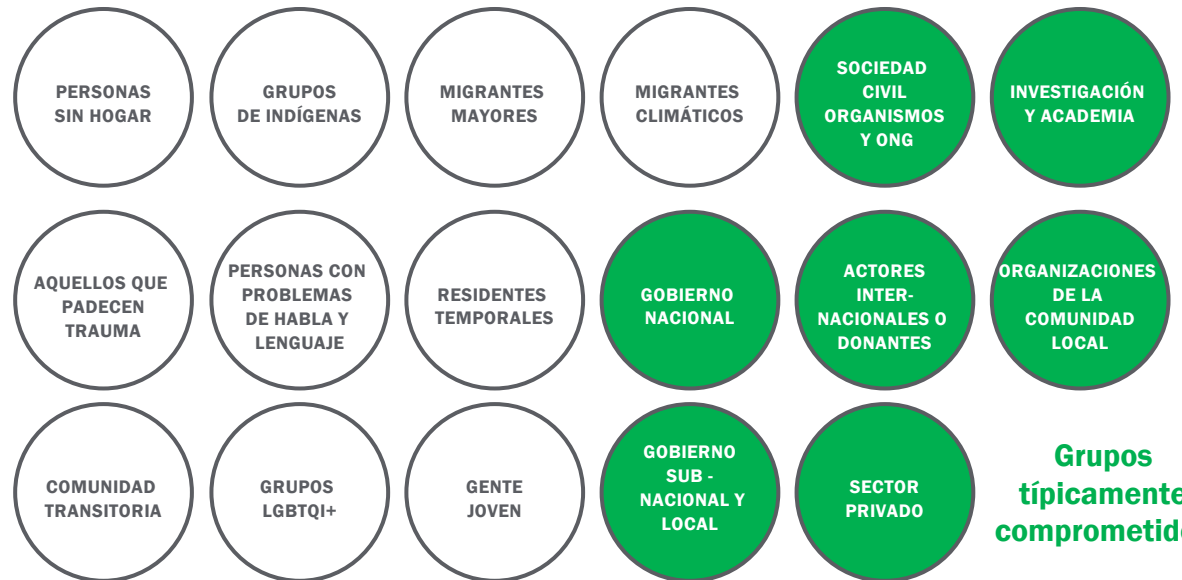 PERSONAS
SIN HOGAR
GRUPOS
DE INDÍGENAS
MIGRANTES
MAYORES
MIGRANTES
CLIMÁTICOS
SOCIEDAD
CIVIL
ORGANISMOS
Y ONG
INVESTIGACIÓN
Y ACADEMIA
AQUELLOS QUE
PADECEN
TRAUMA
PERSONAS CON
PROBLEMAS
DE HABLA Y
LENGUAJE
RESIDENTES
TEMPORALES
GOBIERNO
NACIONAL
ACTORES
INTER-
NACIONALES O
DONANTES
ORGANIZACIONES
DE LA
COMUNIDAD
LOCAL
COMUNIDAD
TRANSITORIA
GRUPOS
LGBTQI+
GENTE
JOVEN
GOBIERNO
SUB -
NACIONAL Y
LOCAL
SECTOR
PRIVADO
Grupos
típicamente